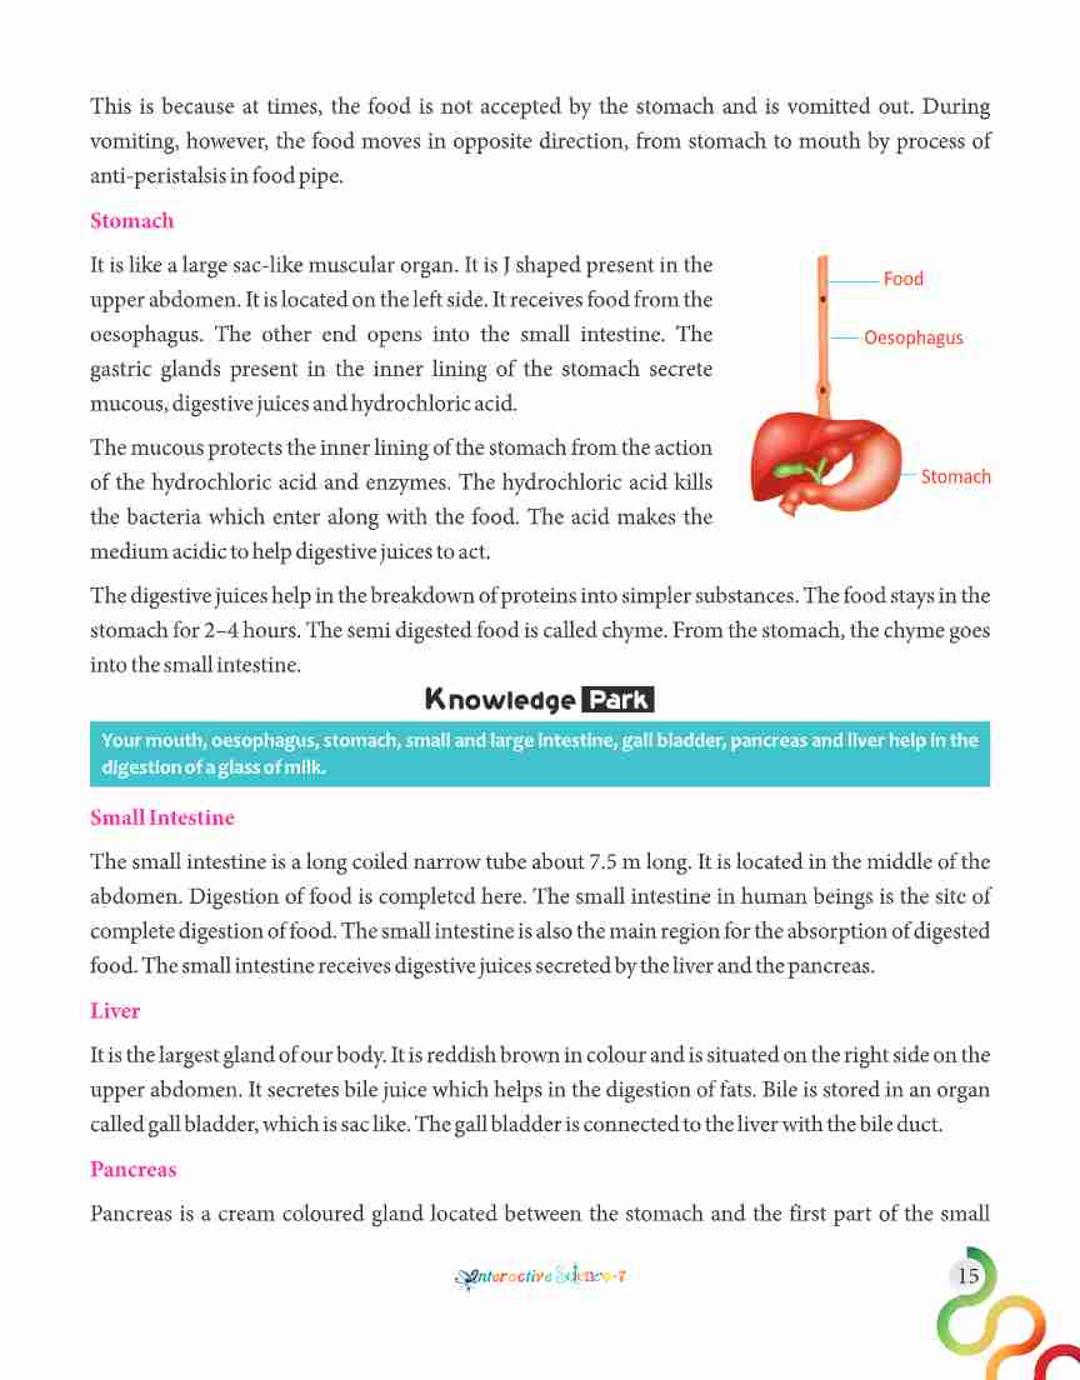 This is because at times, the food is not accepted by the stomach and is vomitted out. During
vomiting, however, the food moves in opposite direction, from stomach to mouth by process of
anti-peristalsis in food pipe.
Stomach
It is like a large sac-like muscular organ. It is J shaped present in the
upper abdomen. It is located on the left side. It receives food from the
oesophagus. The other end opens into the small intestine. The
gastric glands present in the inner lining of the stomach secrete
mucous, digestive juices and hydrochloric acid.
The mucous protects the inner lining of the stomach from the action
of the hydrochloric acid and enzymes. The hydrochloric acid kills
the bacteria which enter along with the food. The acid makes the
medium acidic to help digestive juices to act.
Food
Oesophagus
Stomach
The digestive juices help in the breakdown of proteins into simpler substances. The food stays in the
stomach for 2–4 hours. The semi digested food is called chyme. From the stomach, the chyme goes
into the small intestine.
Knowledge Park
Your mouth, oesophagus, stomach, small and large intestine, gall bladder, pancreas and liver help in the
digestion of a glass of milk.
Small Intestine
The small intestine is a long coiled narrow tube about 7.5 m long. It is located in the middle of the
abdomen. Digestion of food is completed here. The small intestine in human beings is the site of
complete digestion of food. The small intestine is also the main region for the absorption of digested
food. The small intestine receives digestive juices secreted by the liver and the pancreas.
Liver
It is the largest gland of our body. It is reddish brown in colour and is situated on the right side on the
upper abdomen. It secretes bile juice which helps in the digestion of fats. Bile is stored in an organ
called gall bladder, which is sac like. The gall bladder is connected to the liver with the bile duct.
Pancreas
Pancreas is a cream coloured gland located between the stomach and the first part of the small
Interactive Science-7
15